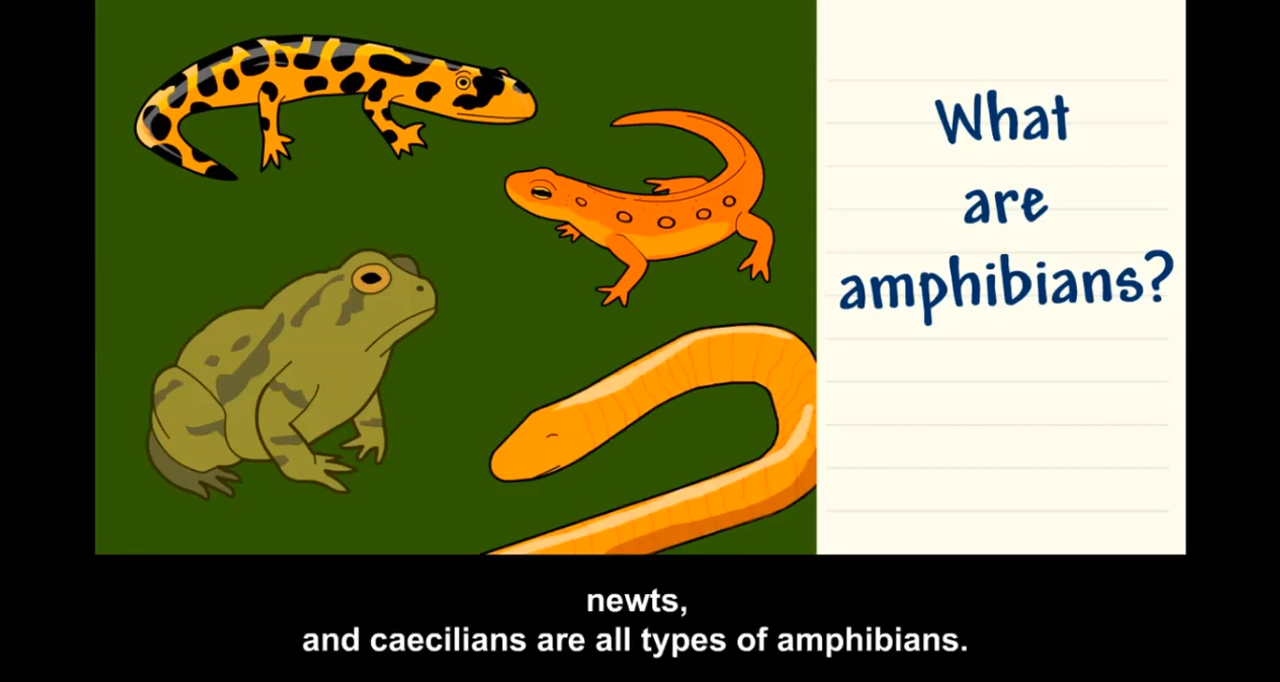 What
are
amphibians?
newts,
and caecilians are all types of amphibians.